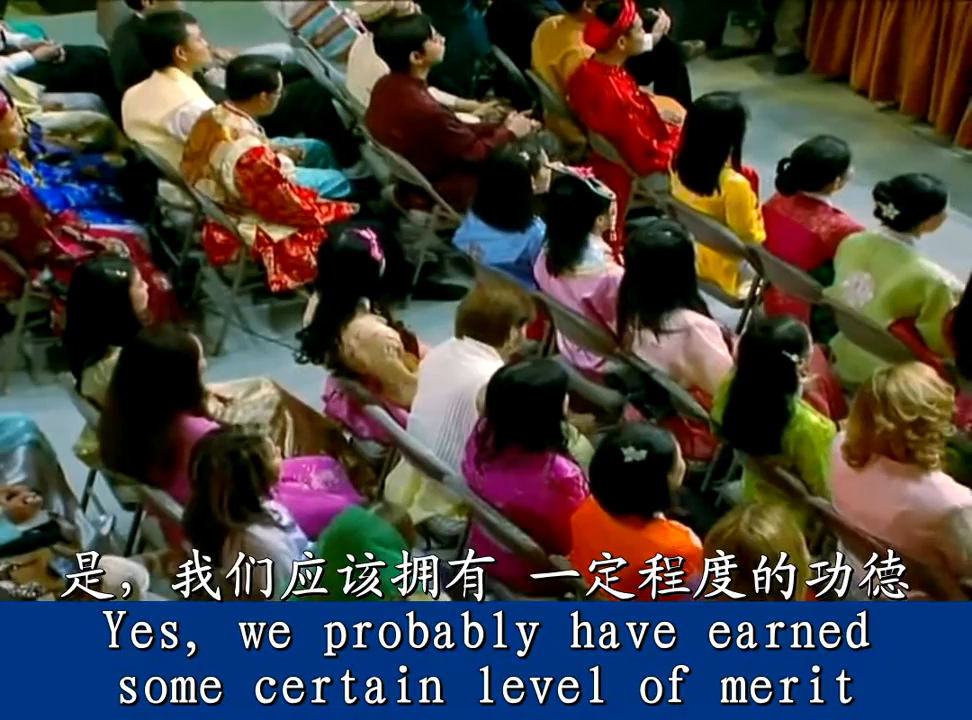 是，我们应该拥有 一定程度的功德
Yes, we probably have earned
some certain level of merit